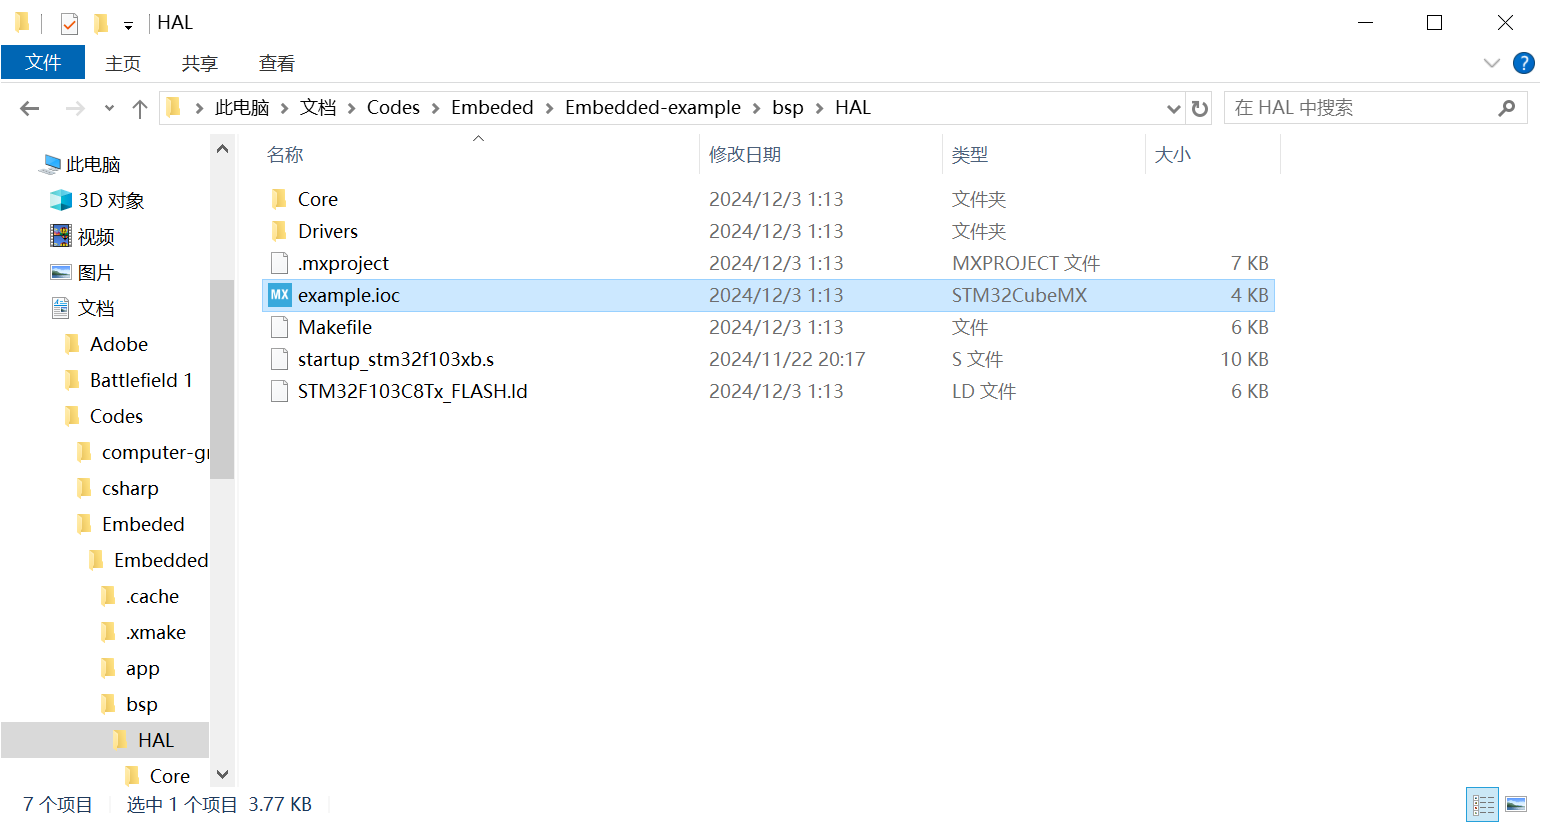 HAL
文件 主页 共享 查看 ?
此电脑 文档 Codes Embeded Embedded-example bsp HAL 在 HAL 中搜索
名称 修改日期 类型 大小
Core 2024/12/3 1:13 文件夹
Drivers 2024/12/3 1:13 文件夹
.mxproject 2024/12/3 1:13 MXPROJECT 文件 7 KB
MX example.ioc 2024/12/3 1:13 STM32CubeMX 4 KB
Makefile 2024/12/3 1:13 文件 6 KB
startup_stm32f103xb.s 2024/11/22 20:17 S 文件 10 KB
STM32F103C8Tx_FLASH.ld 2024/12/3 1:13 LD 文件 6 KB
此电脑
3D 对象
视频
图片
文档
Adobe
Battlefield 1
Codes
computer-gr
csharp
Embeded
Embedded
.cache
.xmake
app
bsp
HAL
Core
7 个项目 选中 1 个项目 3.77 KB